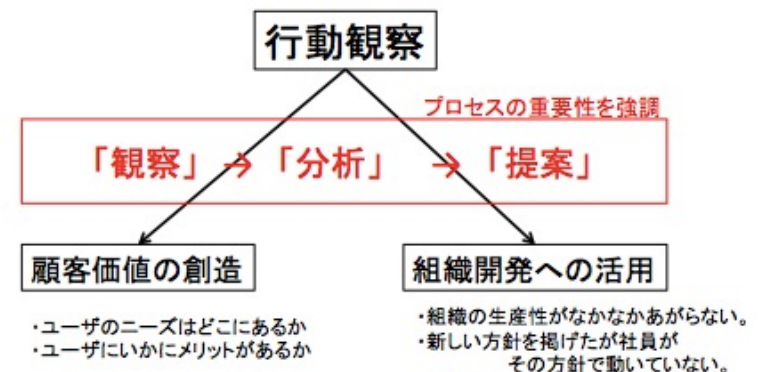 行動観察
プロセスの重要性を強調
「観察」→「分析」 →「提案」
顧客価値の創造
・ユーザのニーズはどこにあるか
・ユーザにいかにメリットがあるか
組織開発への活用
・組織の生産性がなかなかあがらない。
・新しい方針を掲げたが社員が
その方針で動いていない。